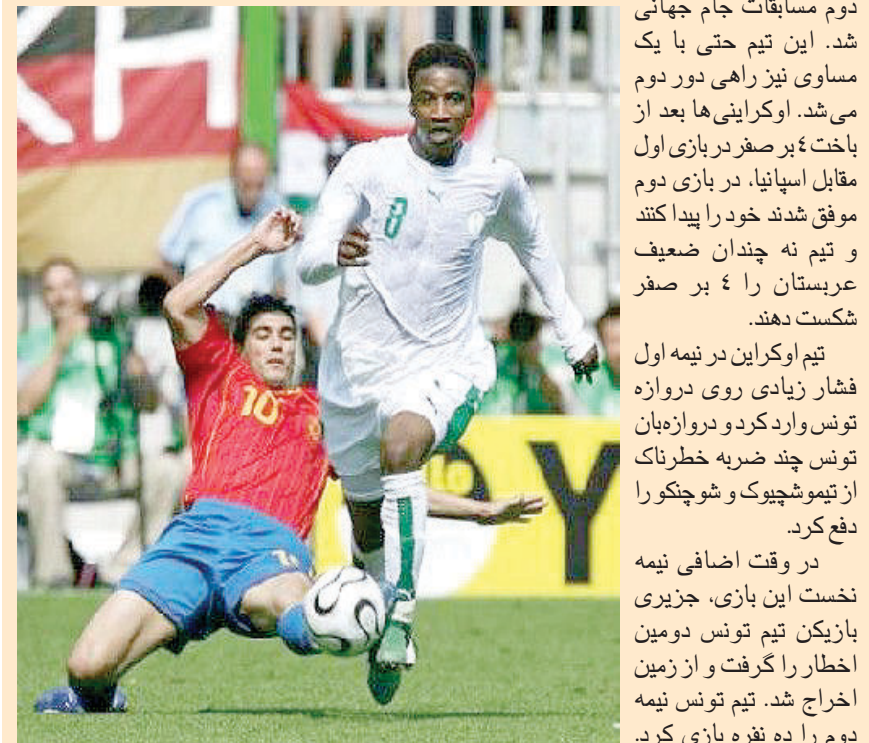 دوم مسابقات جام جهانی
شد. این تیم حتی با یک
مساوی نیز راهی دور دوم
می‌شد. اوکراینی‌ها بعد از
باخت ٤ بر صفر در بازی اول
مقابل اسپانیا، در بازی دوم
موفق شدند خود را پیدا کنند
و تیم نه چندان ضعیف
عربستان را ٤ بر صفر
شکست دهند.
تیم اوکراین در نیمه اول
فشار زیادی روی دروازه
تونس وارد کرد و دروازه‌بان
تونس چند ضربه خطرناک
از تیموشچیوک و شوچنکو را
دفع کرد.
در وقت اضافی نیمه
نخست این بازی، جزیری
بازیکن تیم تونس دومین
اخطار را گرفت و از زمین
اخراج شد. تیم تونس نیمه
دوم را ده نفره بازی کرد.
8
10
Y